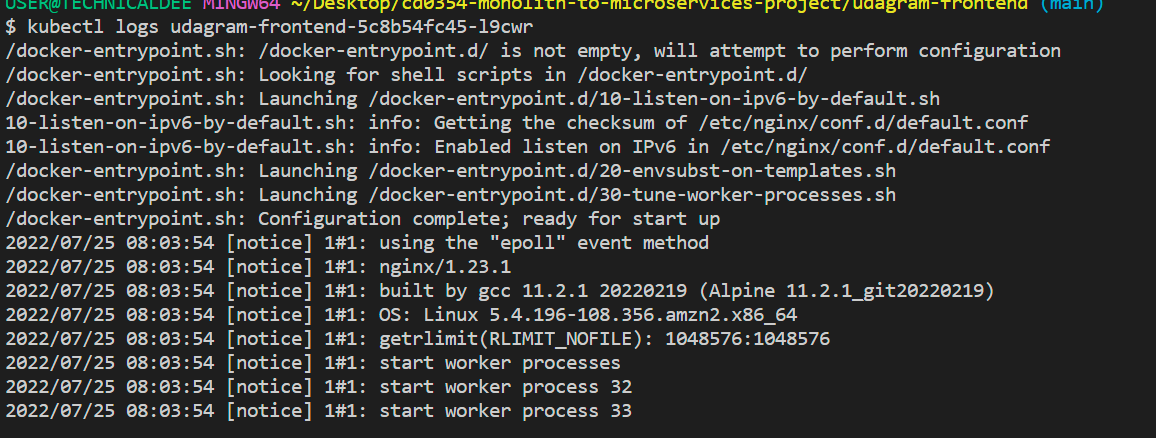 USER@TECHNICALDEE MINGW64 ~/Desktop/cd0354-monolith-to-microservices-project/udagram-frontend (main)
$ kubectl logs udagram-frontend-5c8b54fc45-l9cwr
/docker-entrypoint.sh: /docker-entrypoint.d/ is not empty, will attempt to perform configuration
/docker-entrypoint.sh: Looking for shell scripts in /docker-entrypoint.d/
/docker-entrypoint.sh: Launching /docker-entrypoint.d/10-listen-on-ipv6-by-default.sh
10-listen-on-ipv6-by-default.sh: info: Getting the checksum of /etc/nginx/conf.d/default.conf
10-listen-on-ipv6-by-default.sh: info: Enabled listen on IPv6 in /etc/nginx/conf.d/default.conf
/docker-entrypoint.sh: Launching /docker-entrypoint.d/20-envsubst-on-templates.sh
/docker-entrypoint.sh: Launching /docker-entrypoint.d/30-tune-worker-processes.sh
/docker-entrypoint.sh: Configuration complete; ready for start up
2022/07/25 08:03:54 [notice] 1#1: using the "epoll" event method
2022/07/25 08:03:54 [notice] 1#1: nginx/1.23.1
2022/07/25 08:03:54 [notice] 1#1: built by gcc 11.2.1 20220219 (Alpine 11.2.1_git20220219)
2022/07/25 08:03:54 [notice] 1#1: OS: Linux 5.4.196-108.356.amzn2.x86_64
2022/07/25 08:03:54 [notice] 1#1: getrlimit(RLIMIT_NOFILE): 1048576:1048576
2022/07/25 08:03:54 [notice] 1#1: start worker processes
2022/07/25 08:03:54 [notice] 1#1: start worker process 32
2022/07/25 08:03:54 [notice] 1#1: start worker process 33